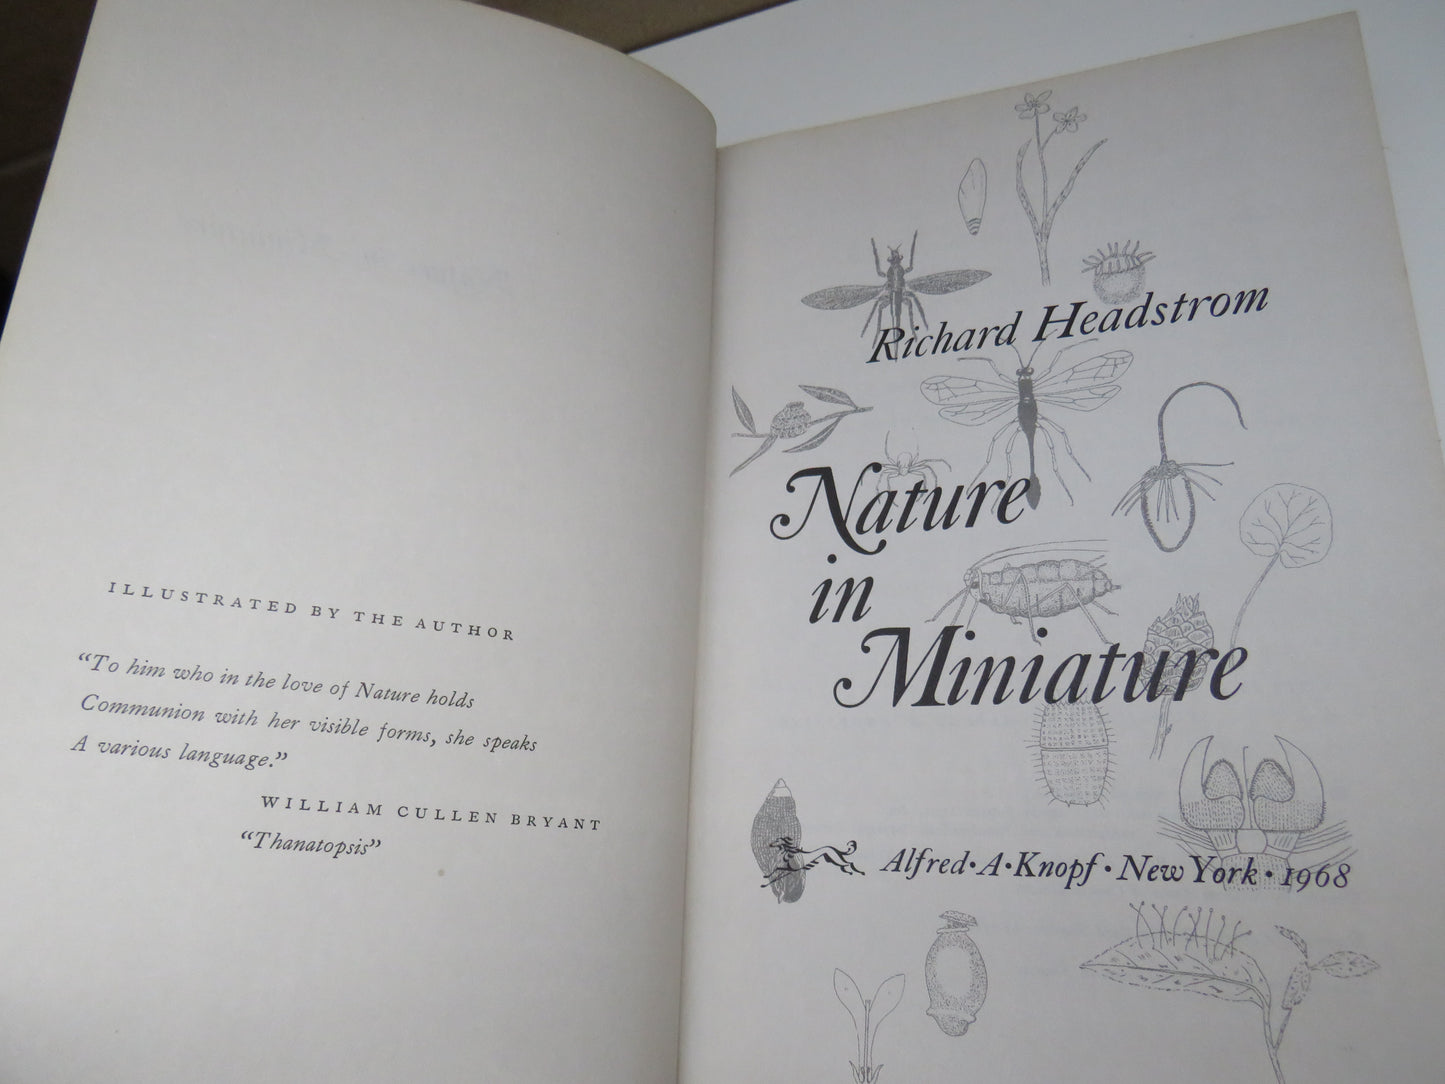 ILLUSTRATED BY THE AUTHOR
“To him who in the love of Nature holds
Communion with her visible forms, she speaks
A various language.”
WILLIAM CULLEN BRYANT
“Thanatopsis”
Richard Headstrom
Nature
in
Miniature
Alfred · A · Knopf · New York · 1968